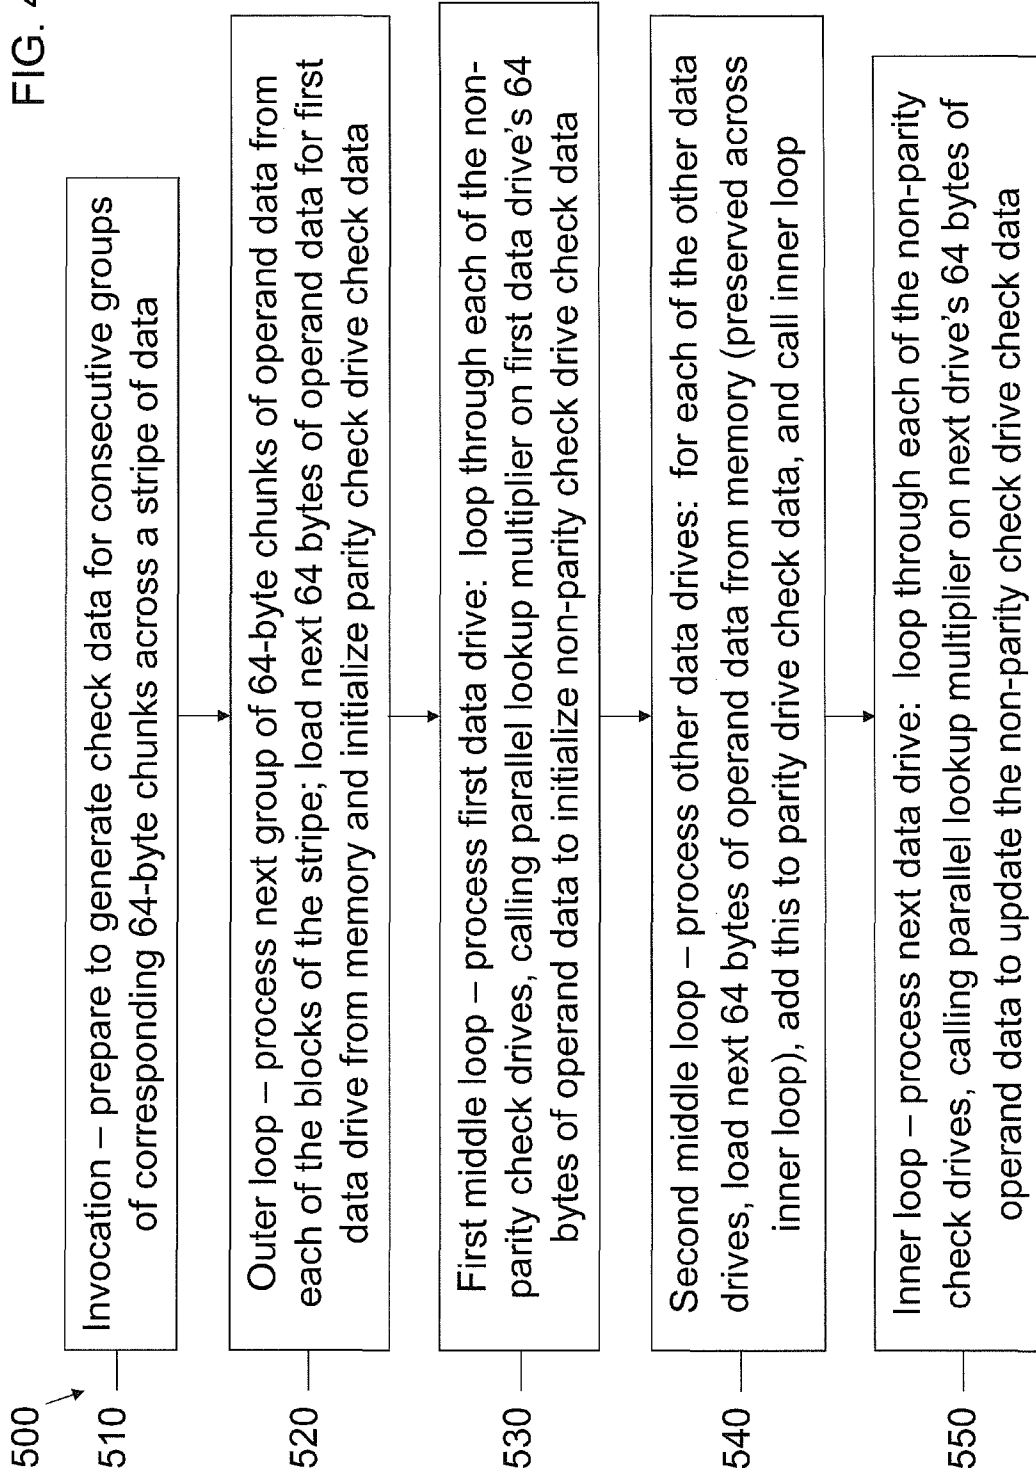 FIG. 4
500
510
Invocation – prepare to generate check data for consecutive groups
of corresponding 64-byte chunks across a stripe of data
520
Outer loop – process next group of 64-byte chunks of operand data from
each of the blocks of the stripe; load next 64 bytes of operand data for first
data drive from memory and initialize parity check drive check data
530
First middle loop – process first data drive: loop through each of the non-
parity check drives, calling parallel lookup multiplier on first data drive's 64
bytes of operand data to initialize non-parity check drive check data
540
Second middle loop – process other data drives: for each of the other data
drives, load next 64 bytes of operand data from memory (preserved across
inner loop), add this to parity drive check data, and call inner loop
550
Inner loop – process next data drive: loop through each of the non-parity
check drives, calling parallel lookup multiplier on next drive's 64 bytes of
operand data to update the non-parity check drive check data